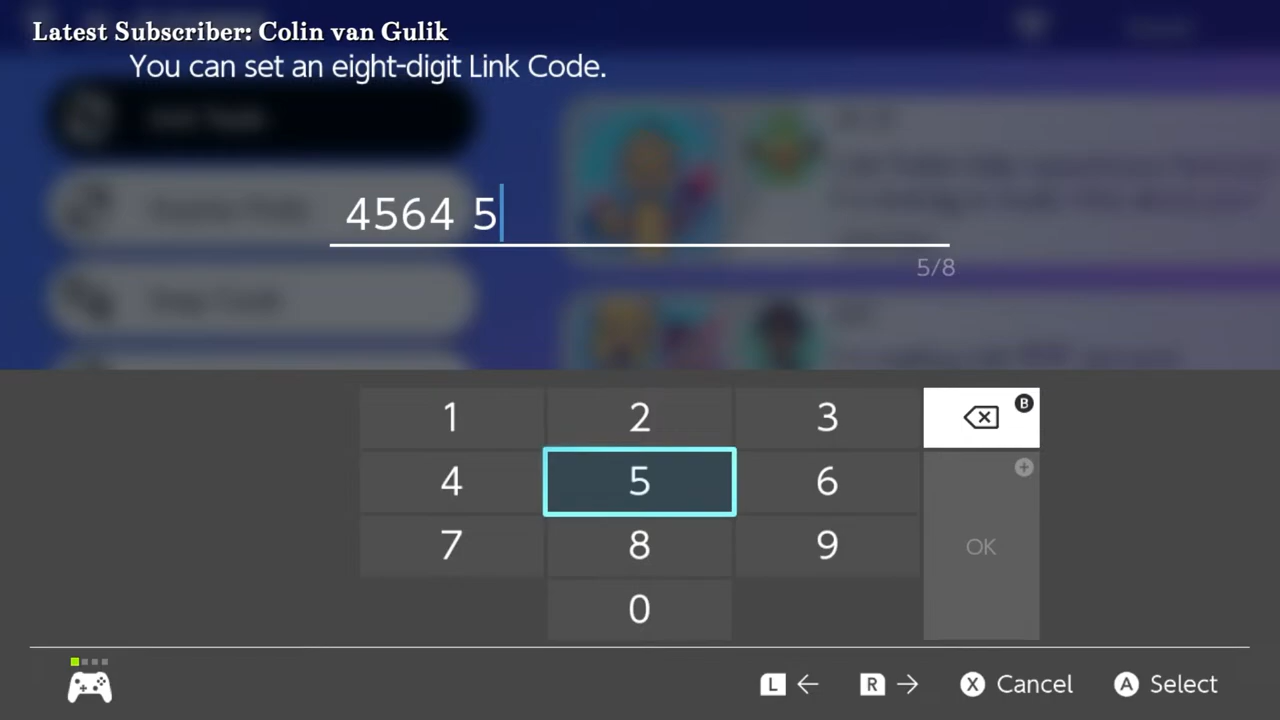 Latest Subscriber: Colin van Gulik
You can set an eight-digit Link Code.
4564 5
5/8
1 2 3 B
4 5 6 +
7 8 9 OK
0
L ← R → X Cancel A Select